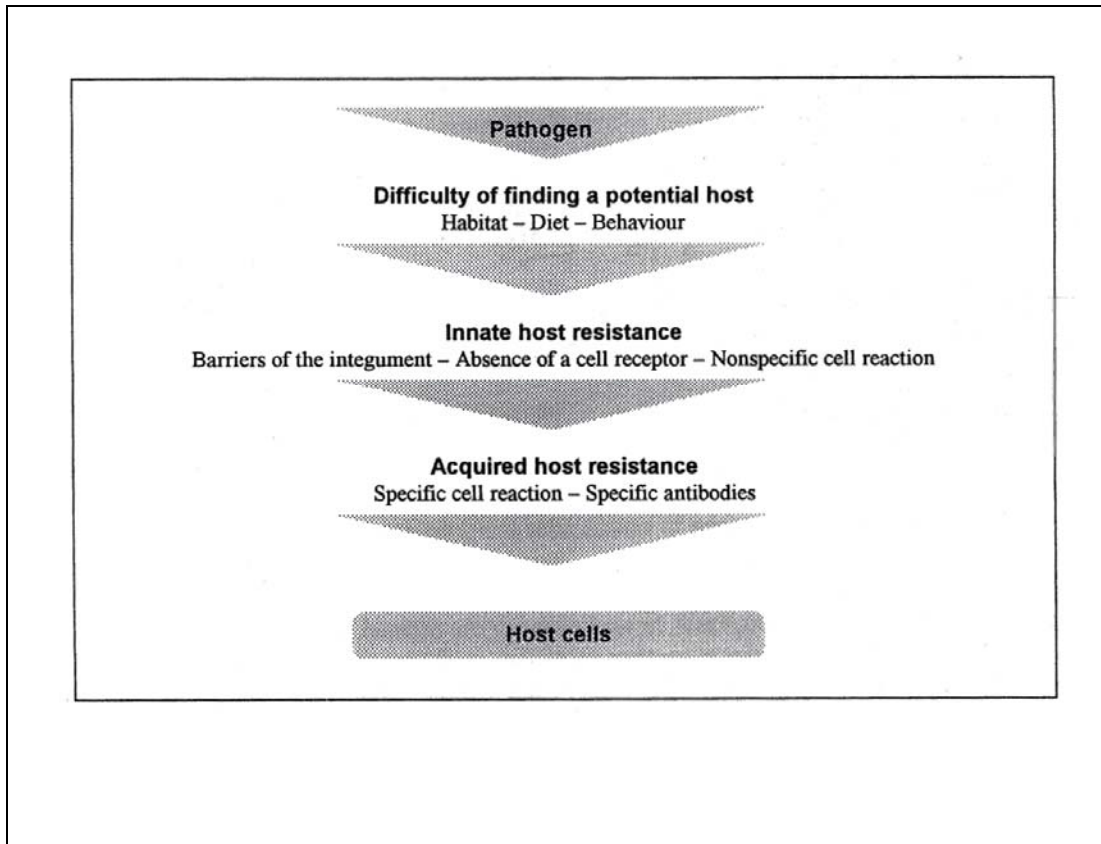 Pathogen
Difficulty of finding a potential host
Habitat – Diet – Behaviour
Innate host resistance
Barriers of the integument – Absence of a cell receptor – Nonspecific cell reaction
Acquired host resistance
Specific cell reaction – Specific antibodies
Host cells